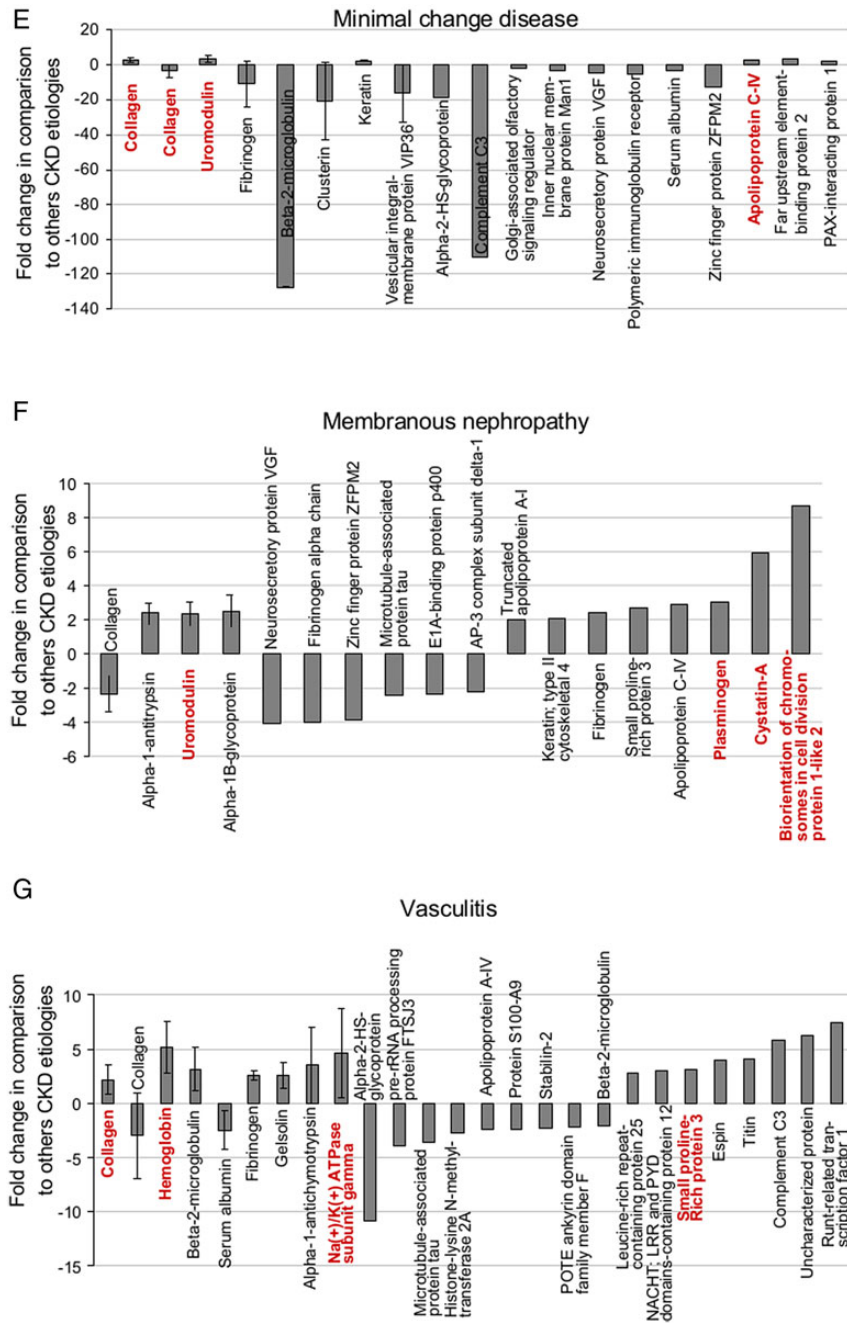 E
Minimal change disease
Fold change in comparison
to others CKD etiologies
20
0
-20
-40
-60
-80
-100
-120
-140
Collagen
Collagen
Uromodulin
Fibrinogen
Beta-2-microglobulin
Clusterin
Keratin
Vesicular integral-
membrane protein VIP36
Alpha-2-HS-glycoprotein
Complement C3
Golgi-associated olfactory
signaling regulator
Inner nuclear mem-
brane protein Man1
Neurosecretory protein VGF
Polymeric immunoglobulin receptor
Serum albumin
Zinc finger protein ZFPM2
Apolipoprotein C-IV
Far upstream element-
binding protein 2
PAX-interacting protein 1
F
Membranous nephropathy
Fold change in comparison
to others CKD etiologies
10
8
6
4
2
0
-2
-4
-6
Collagen
Alpha-1-antitrypsin
Uromodulin
Alpha-1B-glycoprotein
Neurosecretory protein VGF
Fibrinogen alpha chain
Zinc finger protein ZFPM2
Microtubule-associated
protein tau
E1A-binding protein p400
AP-3 complex subunit delta-1
Truncated
apolipoprotein A-I
Keratin; type II
cytoskeletal 4
Fibrinogen
Small proline-
rich protein 3
Apolipoprotein C-IV
Plasminogen
Cystatin-A
Biorientation of chromo-
somes in cell division
protein 1-like 2
G
Vasculitis
Fold change in comparison
to others CKD etiologies
10
5
0
-5
-10
-15
Collagen
Collagen
Hemoglobin
Beta-2-microglobulin
Serum albumin
Fibrinogen
Gelsolin
Alpha-1-antichymotrypsin
Na(+)/K(+) ATPase
subunit gamma
Alpha-2-HS-
glycoprotein
pre-rRNA processing
protein FTSJ3
Microtubule-associated
protein tau
Histone-lysine N-methyl-
transferase 2A
Apolipoprotein A-IV
Protein S100-A9
Stabilin-2
POTE ankyrin domain
family member F
Beta-2-microglobulin
Leucine-rich repeat-
containing protein 25
NACHT; LRR and PYD
domains-containing protein 12
Small proline-
Rich protein 3
Espin
Titin
Complement C3
Uncharacterized protein
Runt-related tran-
scription factor 1